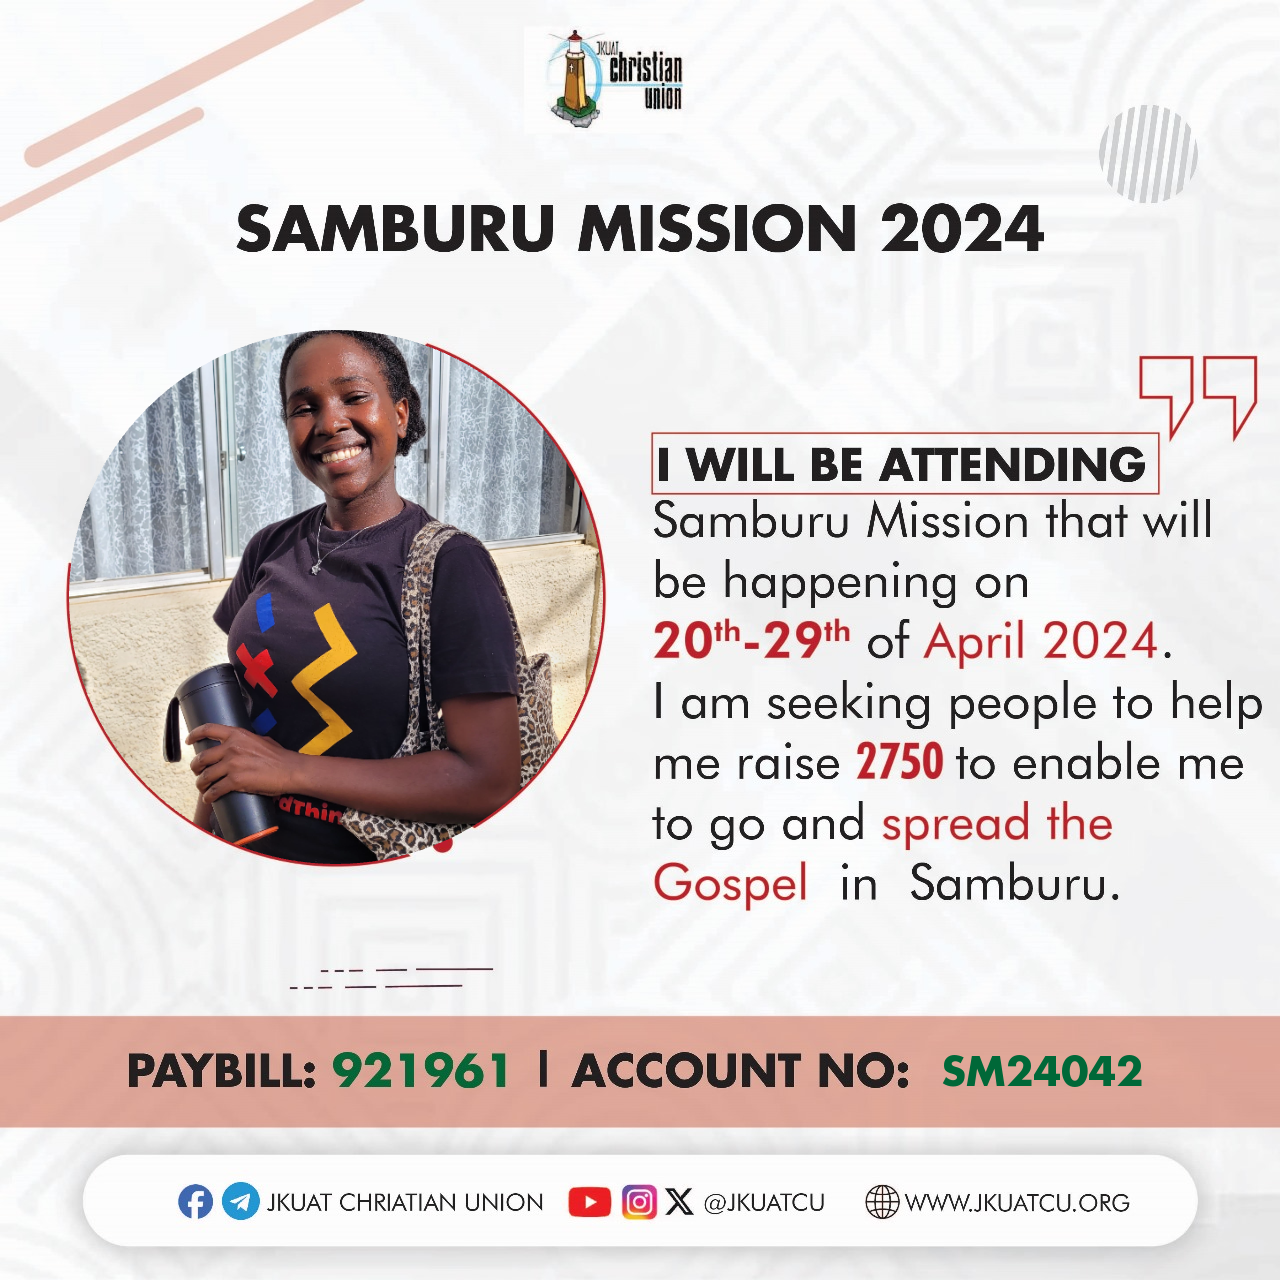 JKUAT
christian
union
SAMBURU MISSION 2024
I WILL BE ATTENDING
Samburu Mission that will
be happening on
20th-29th of April 2024.
I am seeking people to help
me raise 2750 to enable me
to go and spread the
Gospel in Samburu.
PAYBILL: 921961 | ACCOUNT NO: SM24042
JKUAT CHRIATIAN UNION @JKUATCU WWW.JKUATCU.ORG